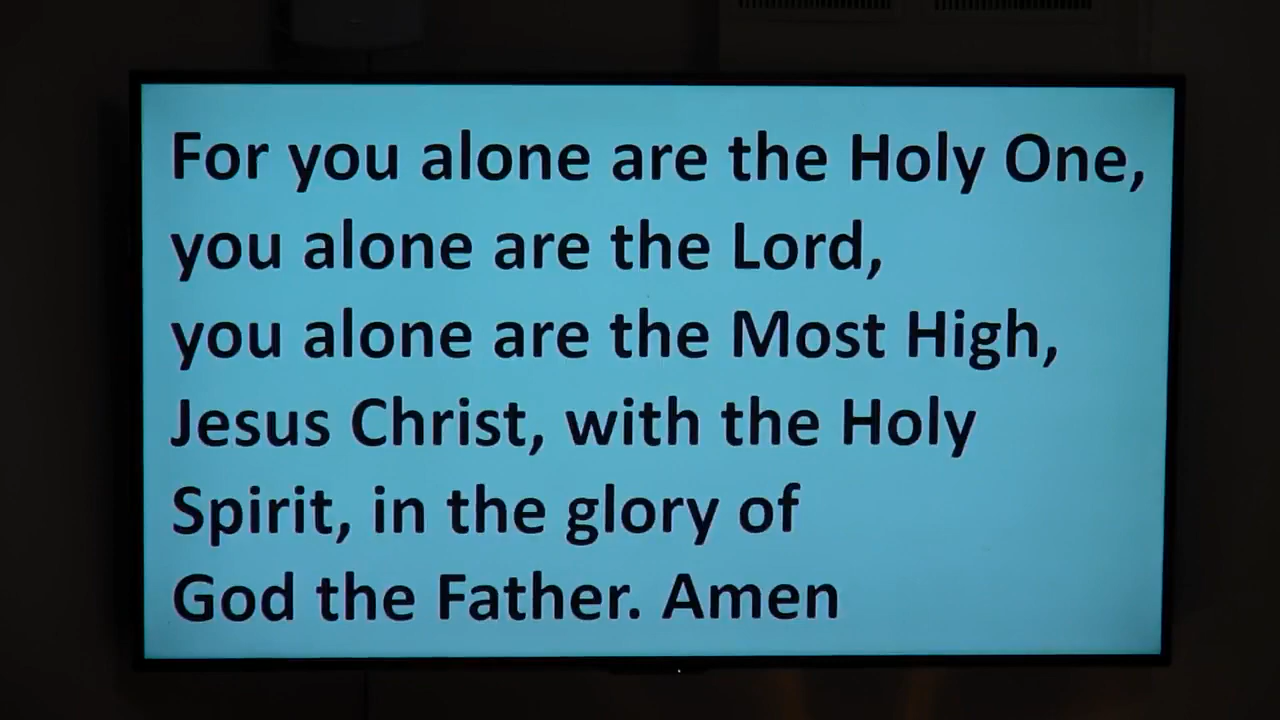 For you alone are the Holy One,
you alone are the Lord,
you alone are the Most High,
Jesus Christ, with the Holy
Spirit, in the glory of
God the Father. Amen